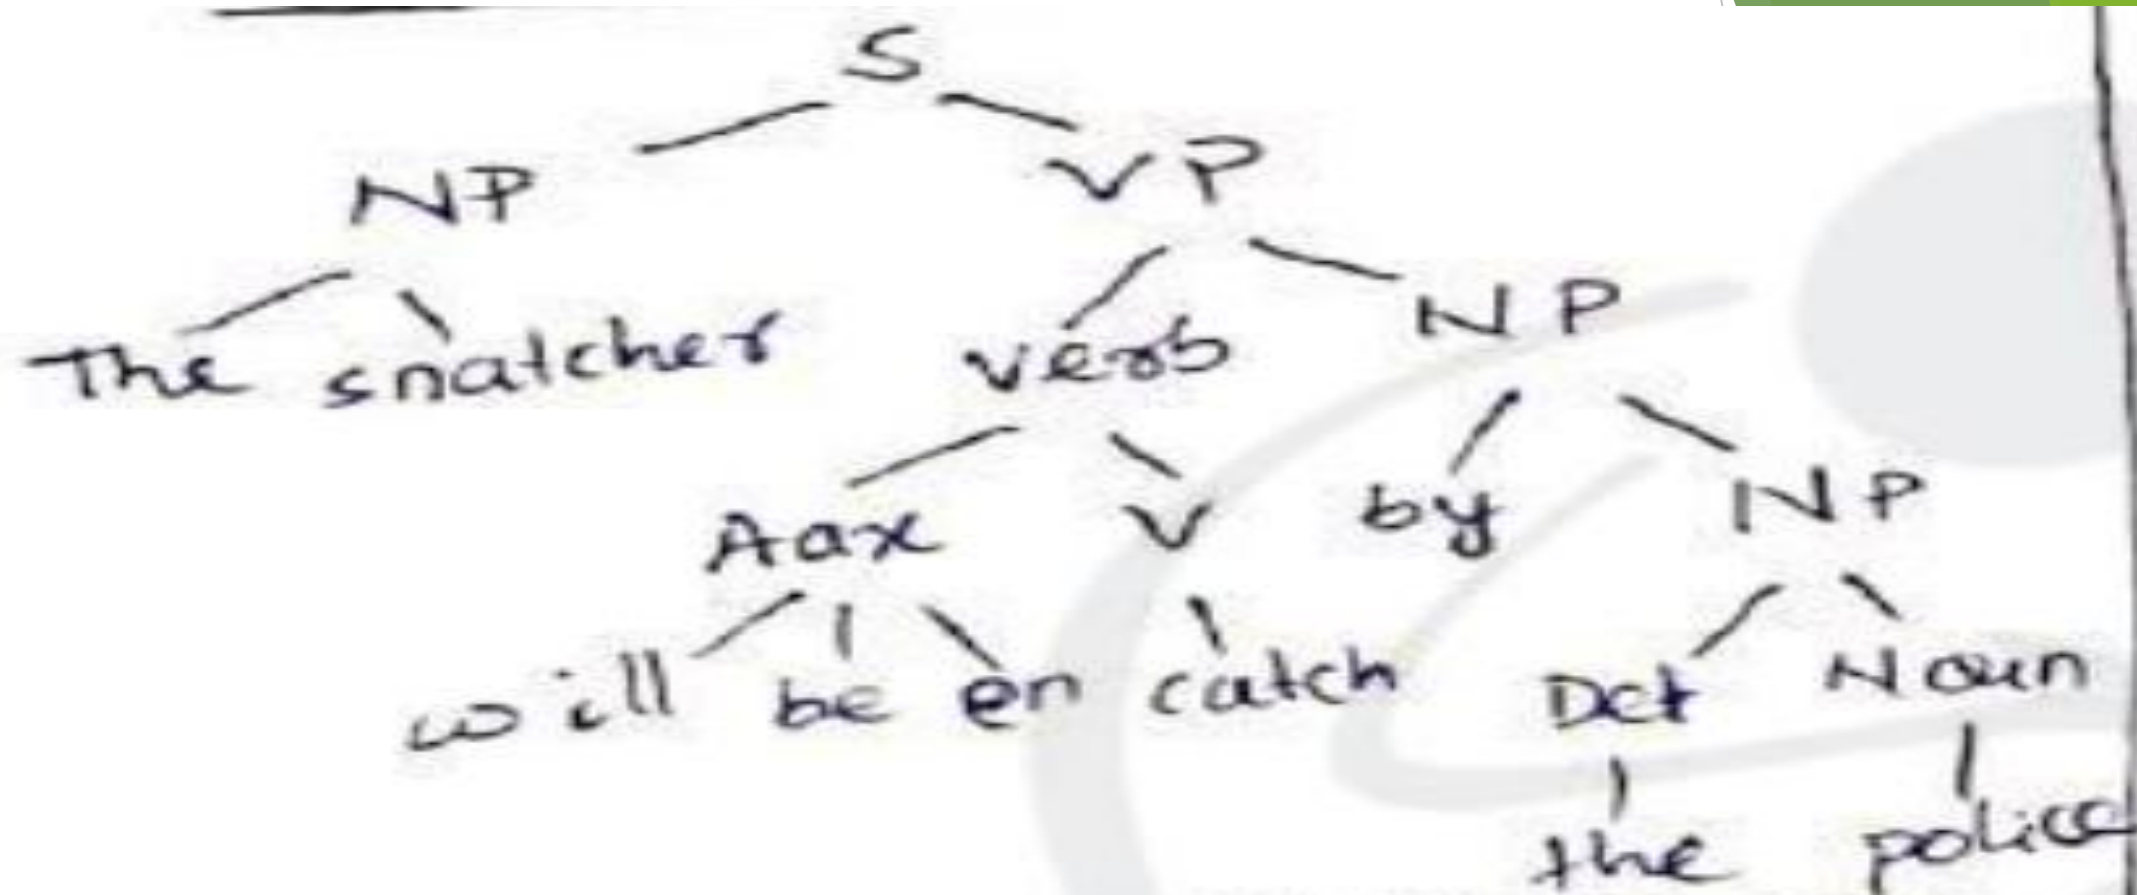 S
NP VP
The snatcher verb NP
Aax V by NP
will be en catch Det Noun
the police